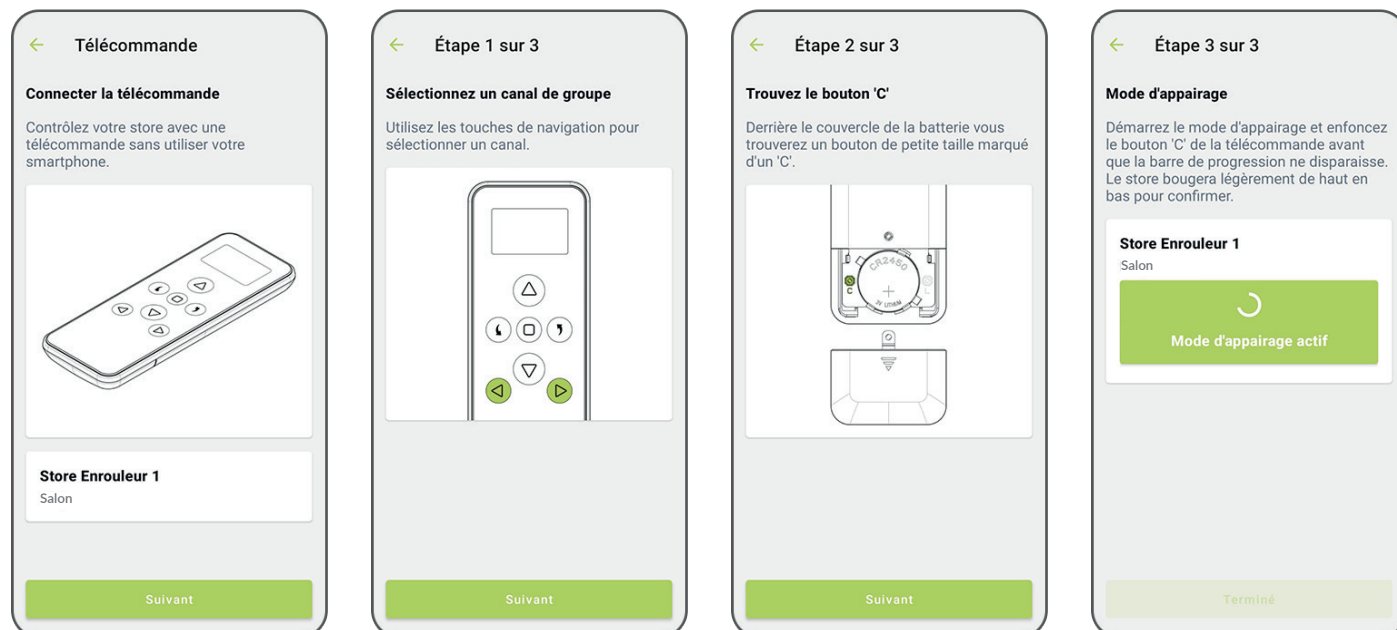 Télécommande
Connecter la télécommande
Contrôlez votre store avec une
télécommande sans utiliser votre
smartphone.
Store Enrouleur 1
Salon
Suivant
Étape 1 sur 3
Sélectionnez un canal de groupe
Utilisez les touches de navigation pour
sélectionner un canal.
Suivant
Étape 2 sur 3
Trouvez le bouton 'C'
Derrière le couvercle de la batterie vous
trouverez un bouton de petite taille marqué
d'un 'C'.
CR2450
C
L
3V LITHIUM
Suivant
Étape 3 sur 3
Mode d'appairage
Démarrez le mode d'appairage et enfoncez
le bouton 'C' de la télécommande avant
que la barre de progression ne disparaisse.
Le store bougera légèrement de haut en
bas pour confirmer.
Store Enrouleur 1
Salon
Mode d'appairage actif
Terminé